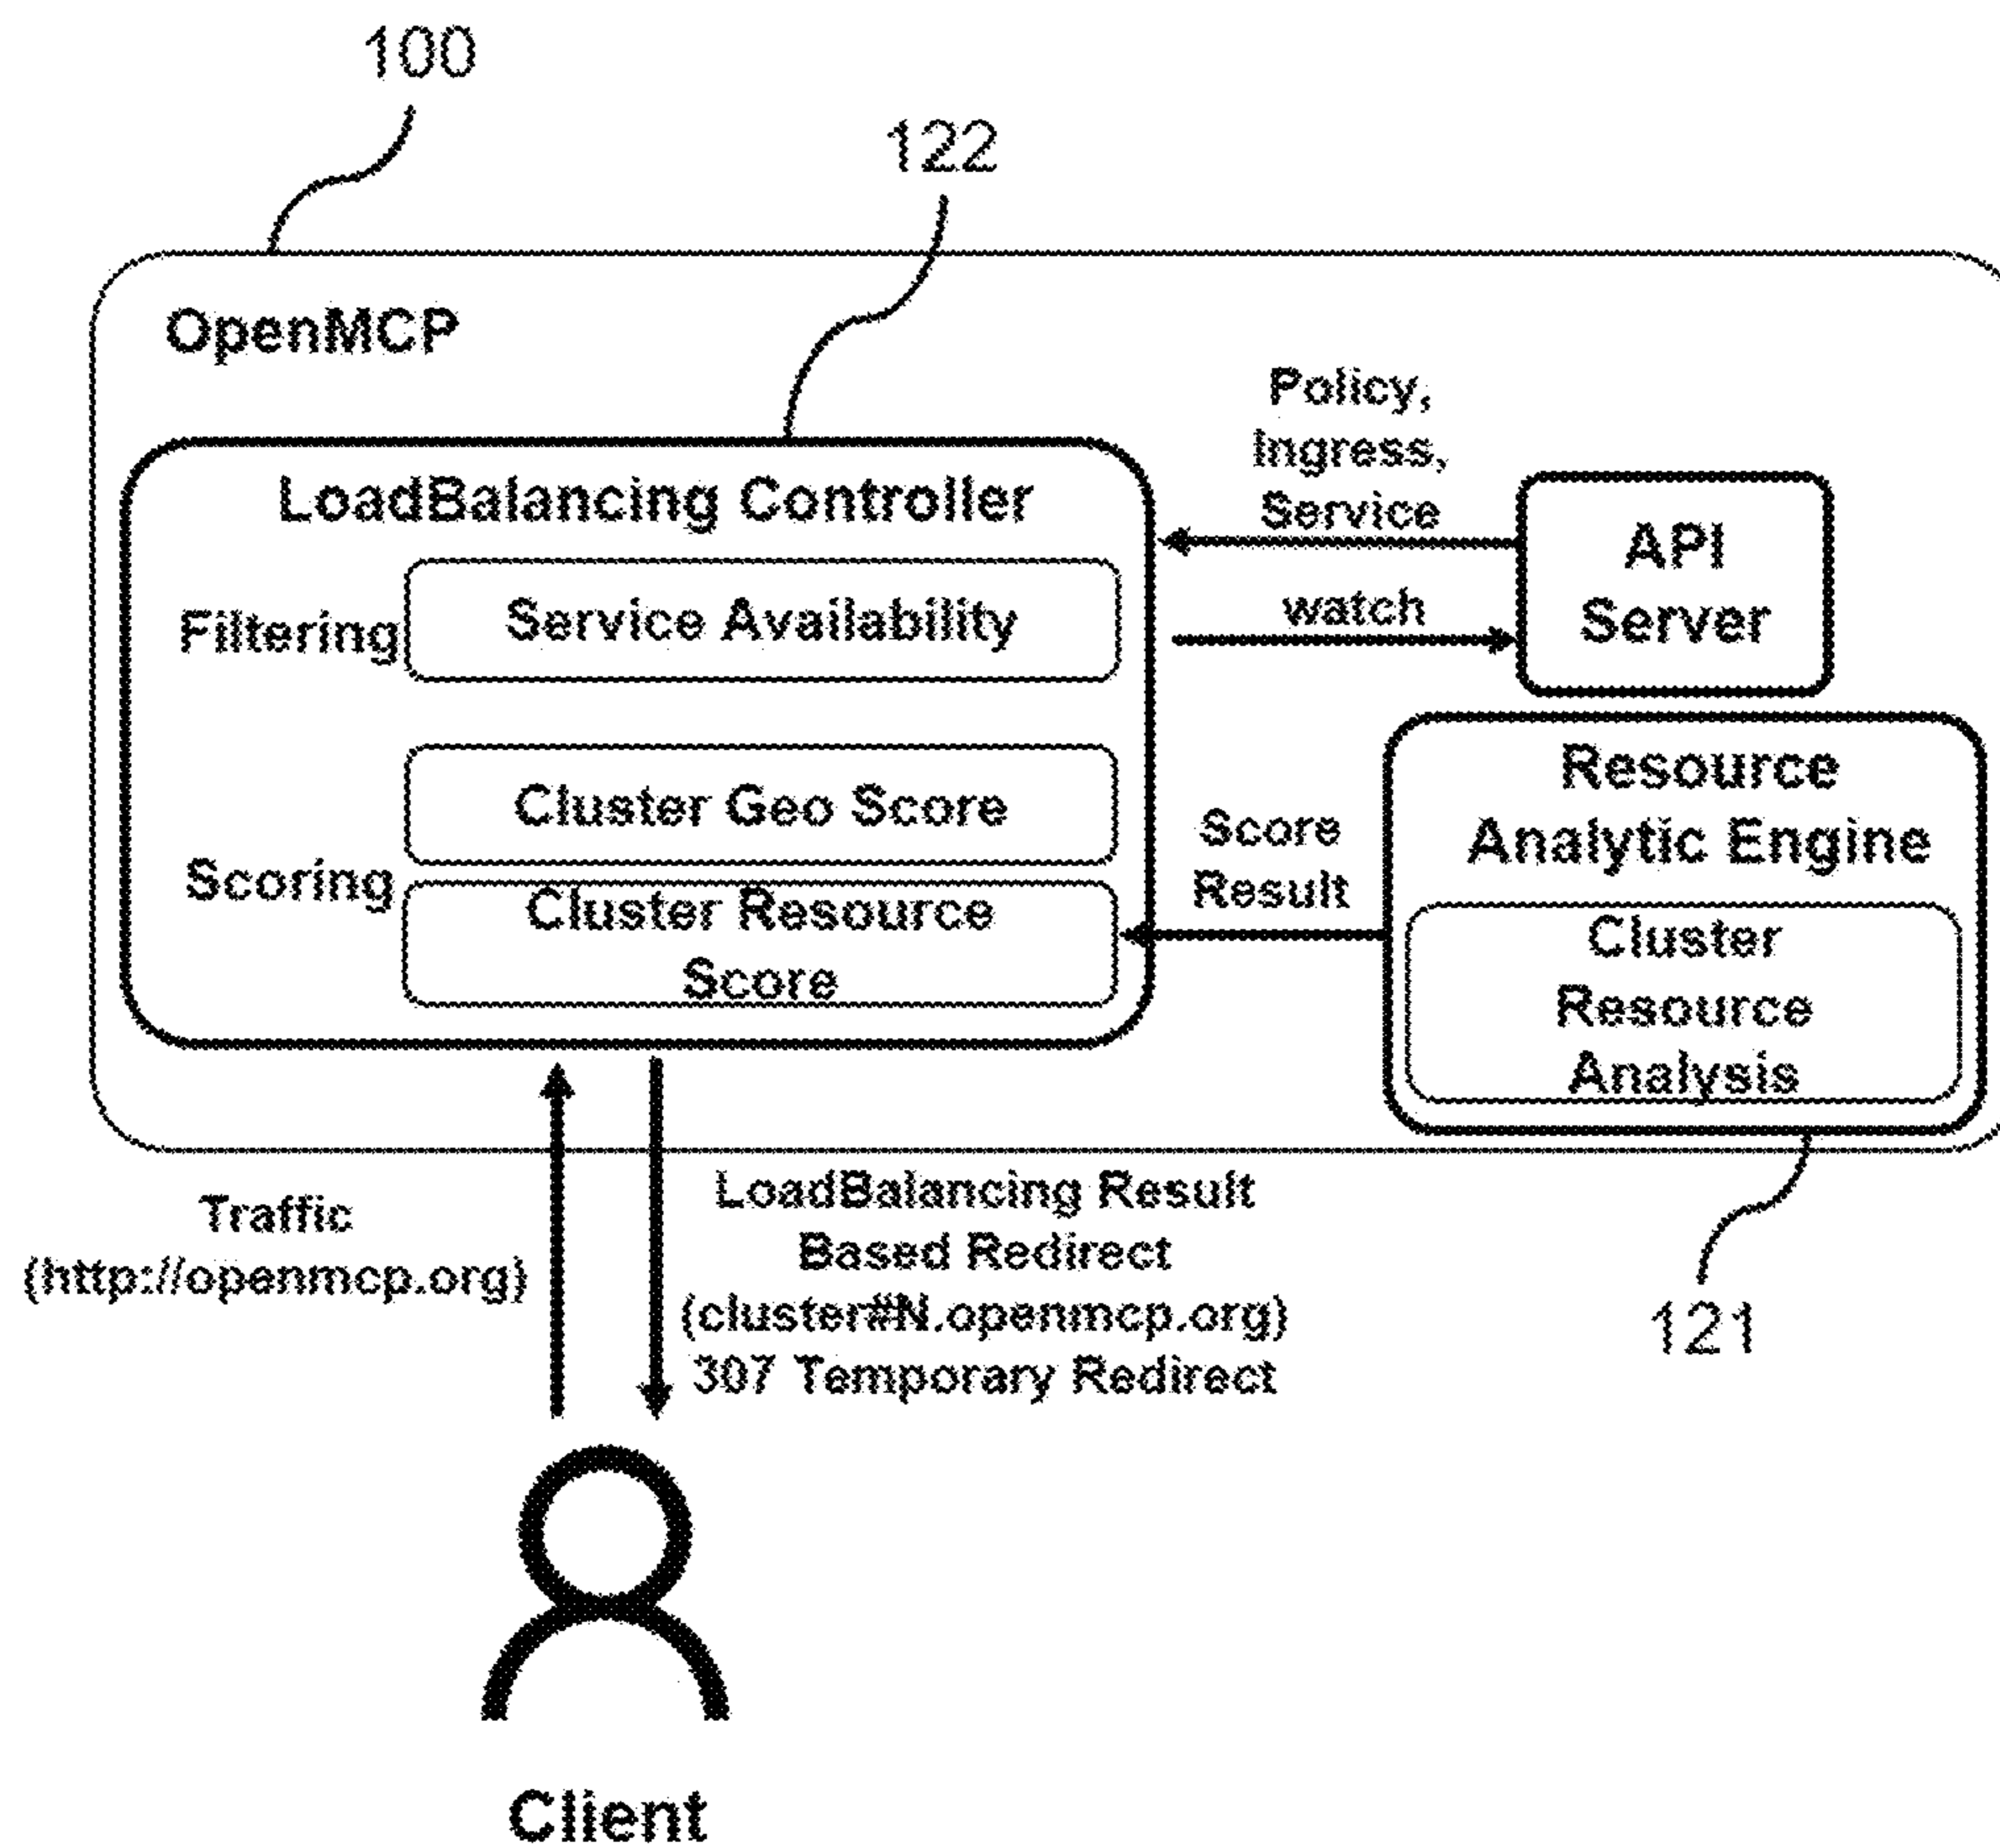 100
122
OpenMCP
LoadBalancing Controller
Filtering
Service Availability
Scoring
Cluster Geo Score
Cluster Resource
Score
Policy,
Ingress,
Service
watch
API
Server
Score
Result
Resource
Analytic Engine
Cluster
Resource
Analysis
121
Traffic
(http://openmcp.org)
LoadBalancing Result
Based Redirect
(cluster#N.openmcp.org)
307 Temporary Redirect
Client